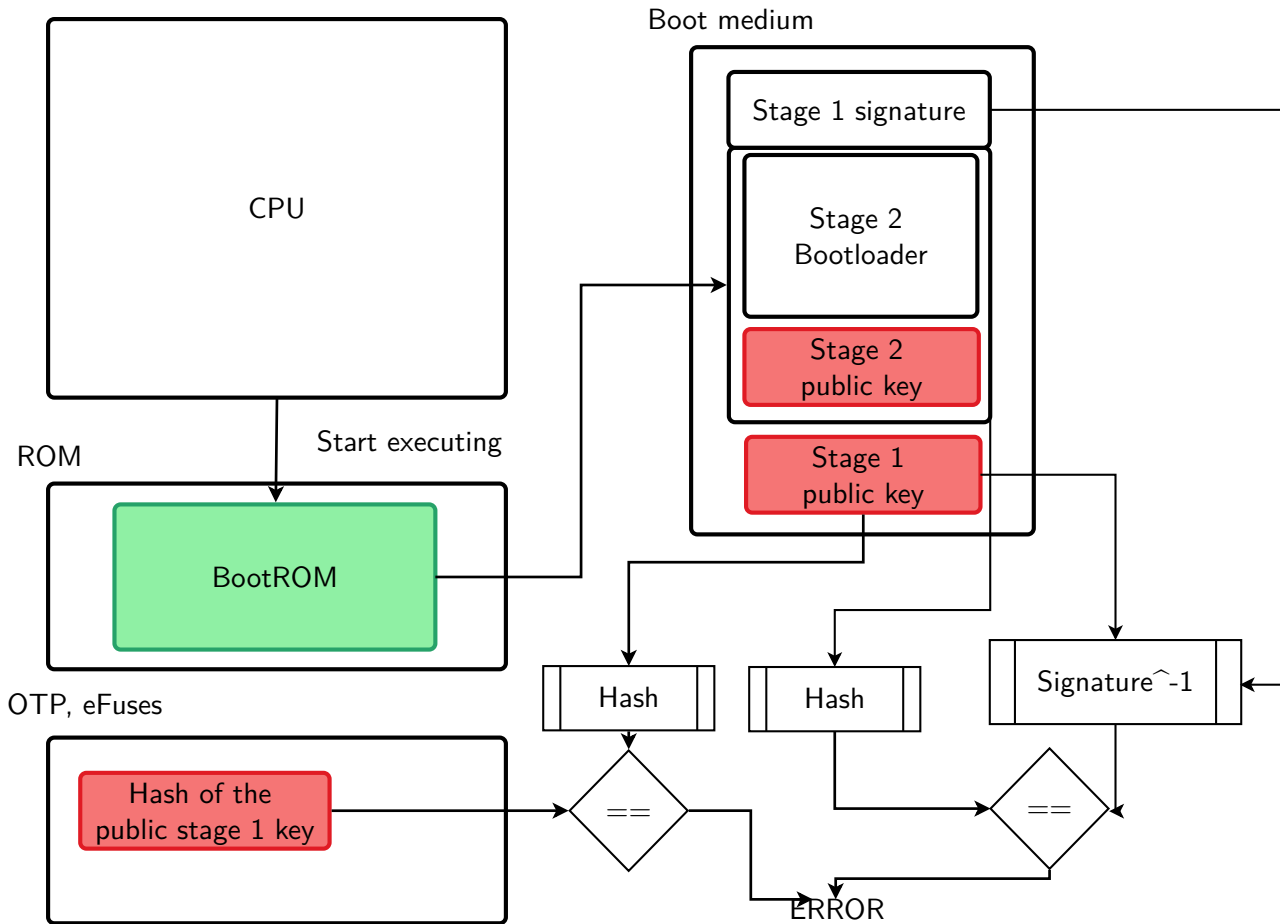 Boot medium
Stage 1 signature
CPU
Stage 2
Bootloader
Stage 2
public key
Start executing
ROM
Stage 1
public key
BootROM
Hash
Hash
Signature^-1
OTP, eFuses
Hash of the
public stage 1 key
==
==
ERROR